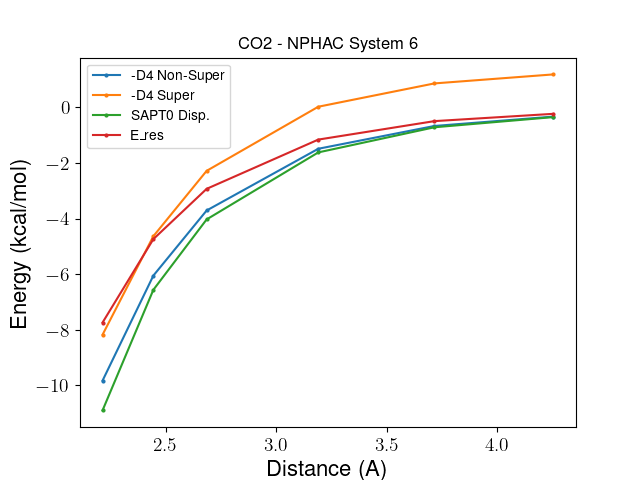 CO2 - NPHAC System 6
-D4 Non-Super
-D4 Super
SAPT0 Disp.
E_res
Energy (kcal/mol)
0
−2
−4
−6
−8
−10
2.5 3.0 3.5 4.0
Distance (A)